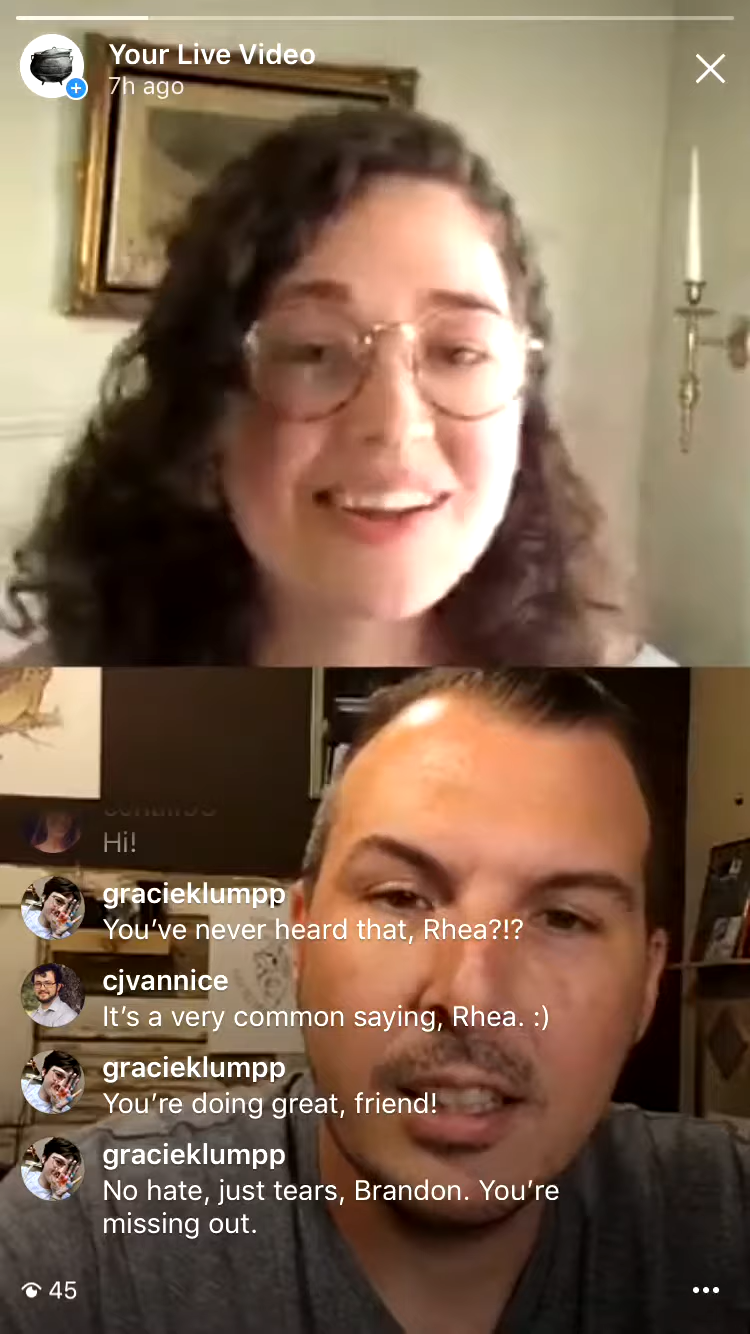 Your Live Video
7h ago
Hi!
gracieklumpp
You’ve never heard that, Rhea?!?
cjvannice
It’s a very common saying, Rhea. :)
gracieklumpp
You’re doing great, friend!
gracieklumpp
No hate, just tears, Brandon. You’re
missing out.
45